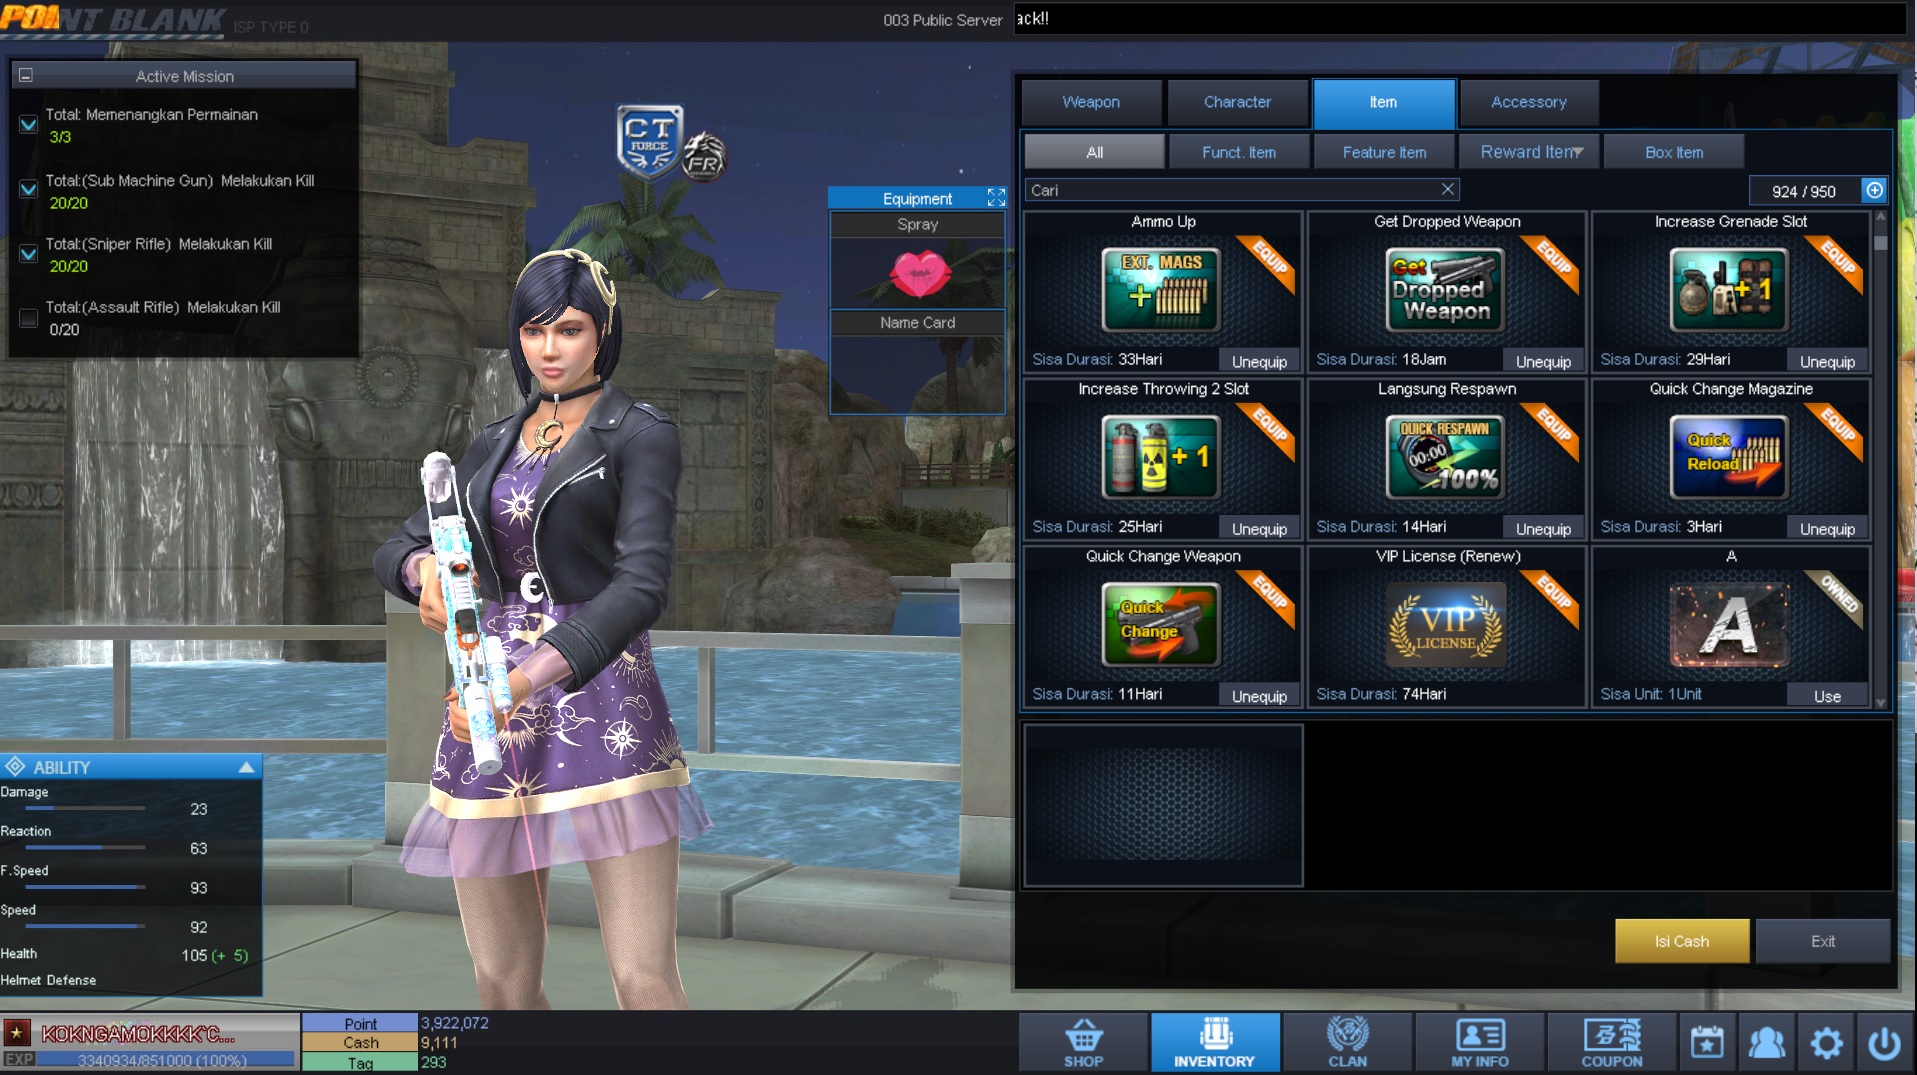 POINT BLANK ISP TYPE 0
003 Public Server ack!!
Active Mission
Total: Memenangkan Permainan
3/3
Total:(Sub Machine Gun) Melakukan Kill
20/20
Total:(Sniper Rifle) Melakukan Kill
20/20
Total:(Assault Rifle) Melakukan Kill
0/20
CT
FORCE
FR
Equipment
Spray
Name Card
Weapon Character Item Accessory
All Funct. Item Feature Item Reward Item Box Item
Cari
924 / 950
Ammo Up
EQUIP
EXT. MAGS
+
Sisa Durasi: 33Hari Unequip
Get Dropped Weapon
EQUIP
Get
Dropped
Weapon
Sisa Durasi: 18Jam Unequip
Increase Grenade Slot
EQUIP
+1
Sisa Durasi: 29Hari Unequip
Increase Throwing 2 Slot
EQUIP
+ 1
Sisa Durasi: 25Hari Unequip
Langsung Respawn
EQUIP
QUICK RESPAWN
00:00
100%
Sisa Durasi: 14Hari Unequip
Quick Change Magazine
EQUIP
Quick
Reload
Sisa Durasi: 3Hari Unequip
Quick Change Weapon
EQUIP
Quick
Change
Sisa Durasi: 11Hari Unequip
VIP License (Renew)
EQUIP
VIP
LICENSE
Sisa Durasi: 74Hari
A
OWNED
A
Sisa Unit: 1Unit Use
ABILITY
Damage
23
Reaction
63
F.Speed
93
Speed
92
Health 105 (+ 5)
Helmet Defense
Isi Cash Exit
KOKNGAMOKKKK~C...
EXP 3340934/851000 (100%)
Point 3,922,072
Cash 9,111
Tag 293
SHOP INVENTORY CLAN MY INFO COUPON